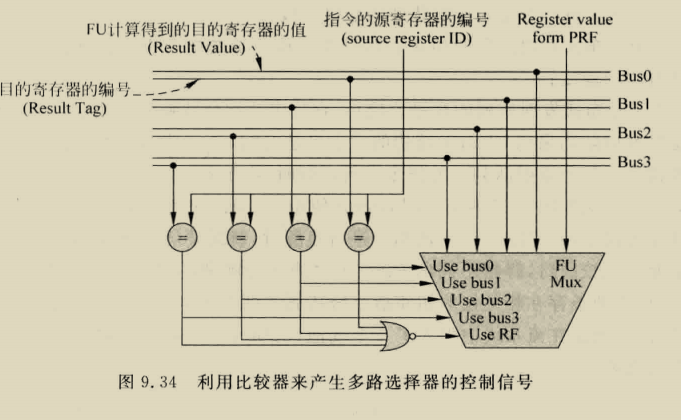 FU计算得到的目的寄存器的值
(Result Value)
指令的源寄存器的编号
(source register ID)
Register value
form PRF
目的寄存器的编号
(Result Tag)
Bus0
Bus1
Bus2
Bus3
= = = =
Use bus0
Use bus1
Use bus2
Use bus3
Use RF
FU
Mux
图 9.34 利用比较器来产生多路选择器的控制信号